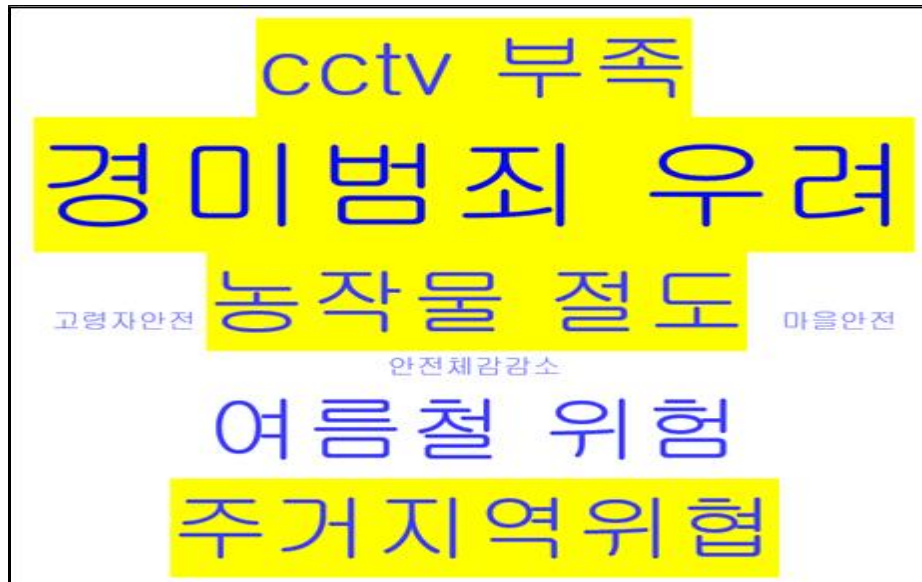 cctv 부족
경미범죄 우려
농작물 절도
고령자안전
마을안전
안전체감감소
여름철 위험
주거지역위협